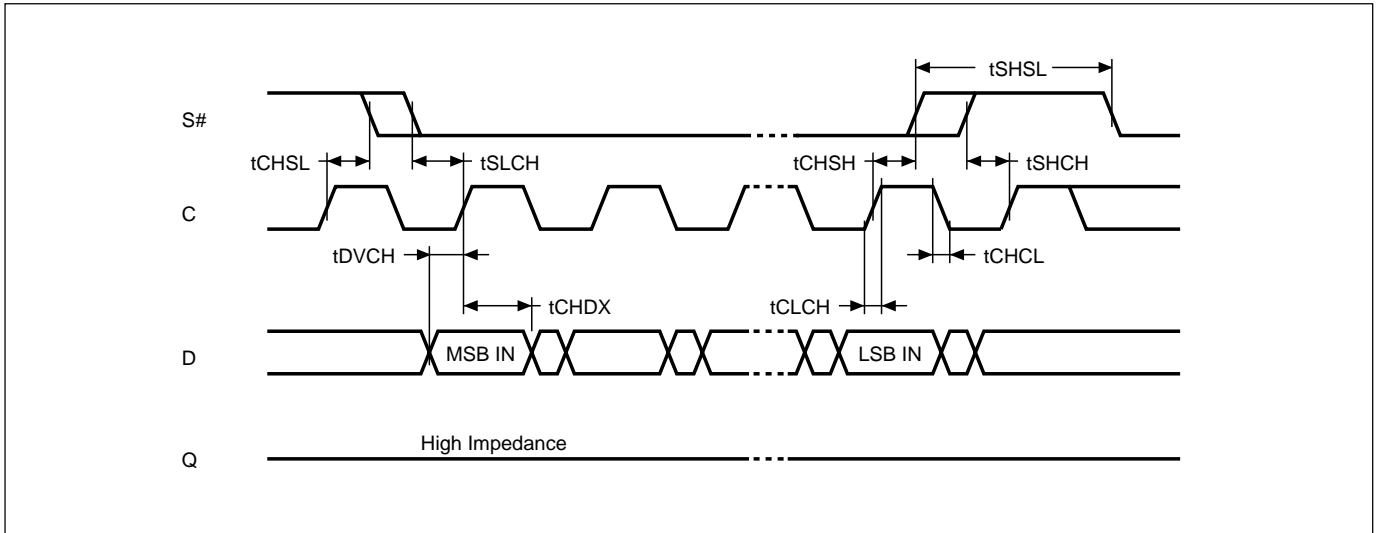 tSHSL
S#
tCHSL
tSLCH
tCHSH
tSHCH
C
tDVCH
tCHCL
tCHDX
tCLCH
D
MSB IN
LSB IN
High Impedance
Q